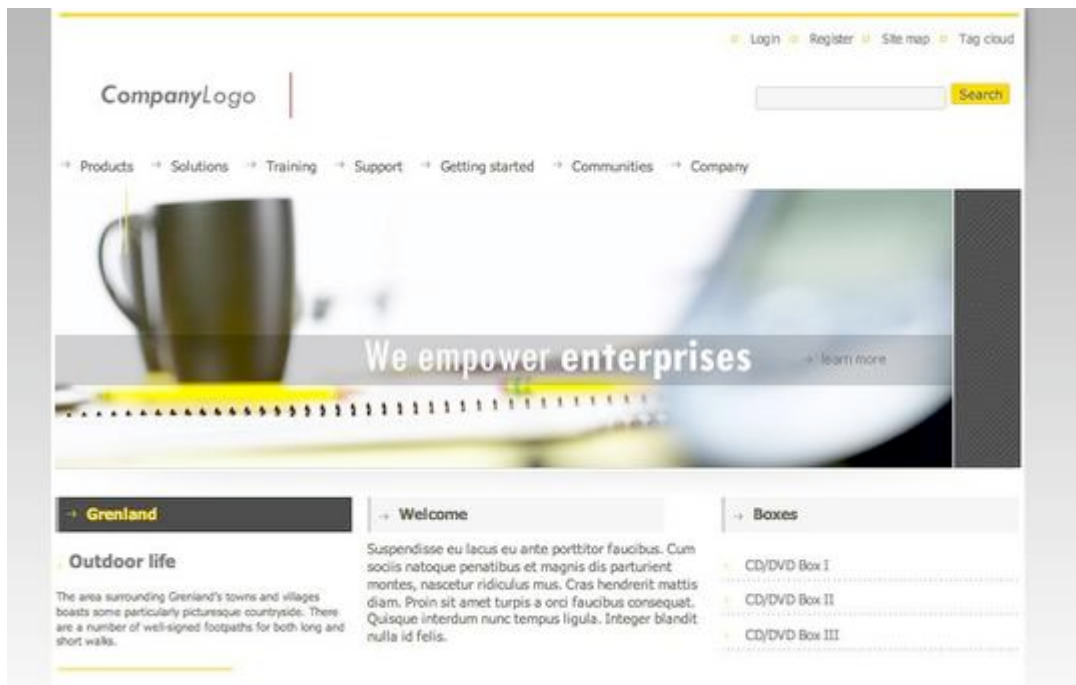 Login Register Site map Tag cloud
CompanyLogo
Search
Products Solutions Training Support Getting started Communities Company
We empower enterprises
learn more
Grenland
Outdoor life
The area surrounding Grenland's towns and villages
boasts some particularly picturesque countryside. There
are a number of well-signed footpaths for both long and
short walks.
Welcome
Suspendisse eu lacus eu ante porttitor faucibus. Cum
sociis natoque penatibus et magnis dis parturient
montes, nascetur ridiculus mus. Cras hendrerit mattis
diam. Proin sit amet turpis a orci faucibus consequat.
Quisque interdum nunc tempus ligula. Integer blandit
nulla id felis.
Boxes
CD/DVD Box I
CD/DVD Box II
CD/DVD Box III